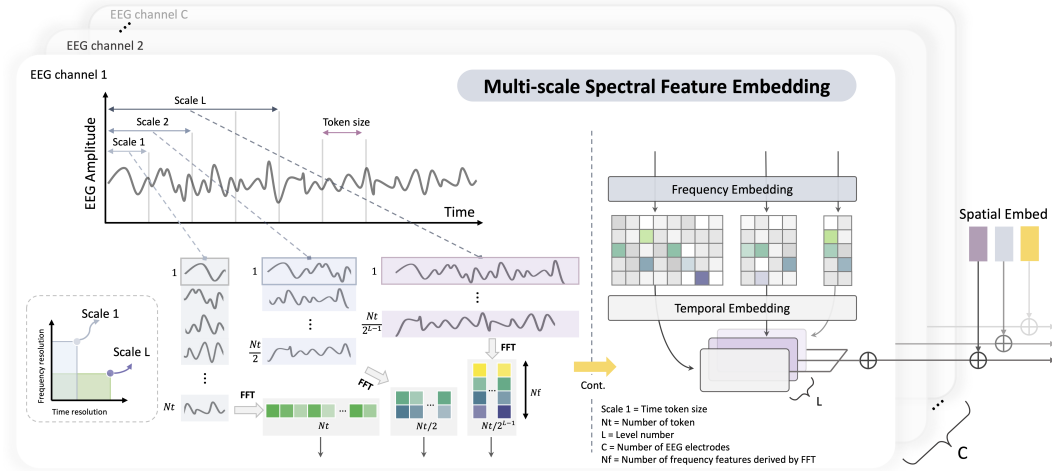 EEG channel C
EEG channel 2
EEG channel 1
Multi-scale Spectral Feature Embedding
Scale L
Scale 2
Token size
Scale 1
EEG Amplitude
Time
Frequency Embedding
Spatial Embed
1
1
1
Temporal Embedding
Nt/2^{L-1}
Nt/2
Scale 1
Scale L
Frequency resolution
Time resolution
FFT
FFT
FFT
Nt
Nf
Cont.
Nt
Nt/2
Nt/2^{L-1}
L
Scale 1 = Time token size
Nt = Number of token
L = Level number
C = Number of EEG electrodes
Nf = Number of frequency features derived by FFT
C